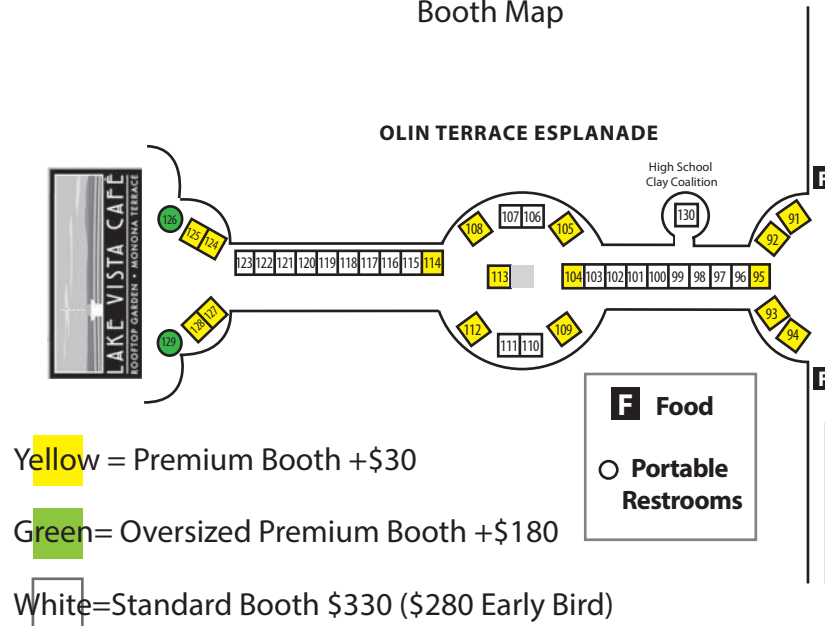 Booth Map
OLIN TERRACE ESPLANADE
High School
Clay Coalition
F
130
91
92
126
125 124
108
107 106
105
123 122 121 120 119 118 117 116 115 114
113
104 103 102 101 100 99 98 97 96 95
LAKE VISTA CAFÉ
ROOFTOP GARDEN • MONONA TERRACE
128 127
129
112
111 110
109
93
94
F
F Food
Portable
Restrooms
Yellow = Premium Booth +$30
Green= Oversized Premium Booth +$180
White=Standard Booth $330 ($280 Early Bird)